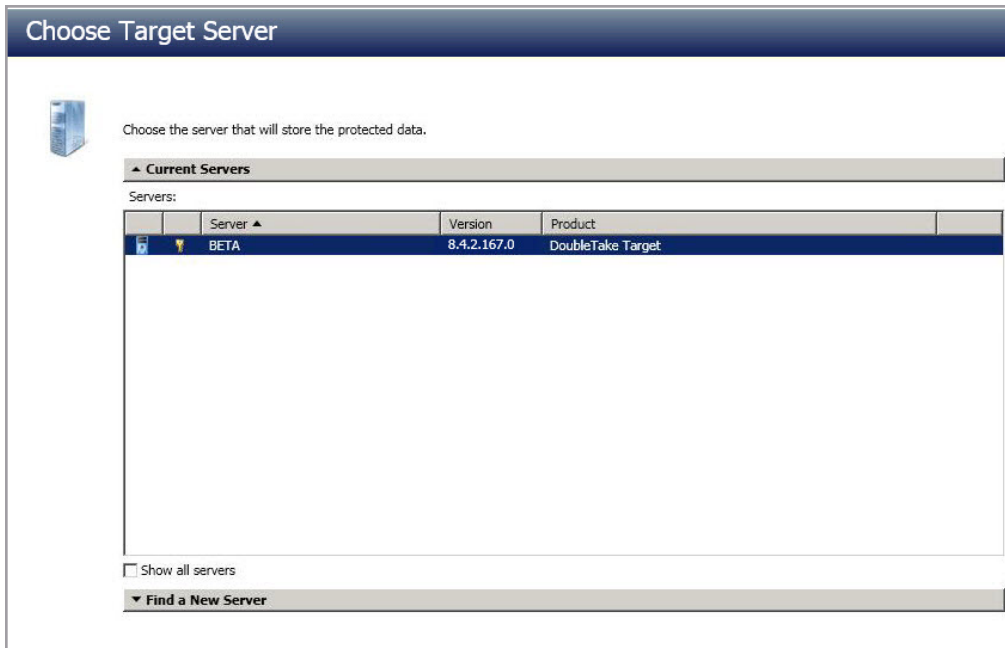 Choose Target Server
Choose the server that will store the protected data.
▲ Current Servers
Servers:
Server ▲ Version Product
BETA 8.4.2.167.0 DoubleTake Target
Show all servers
▼ Find a New Server